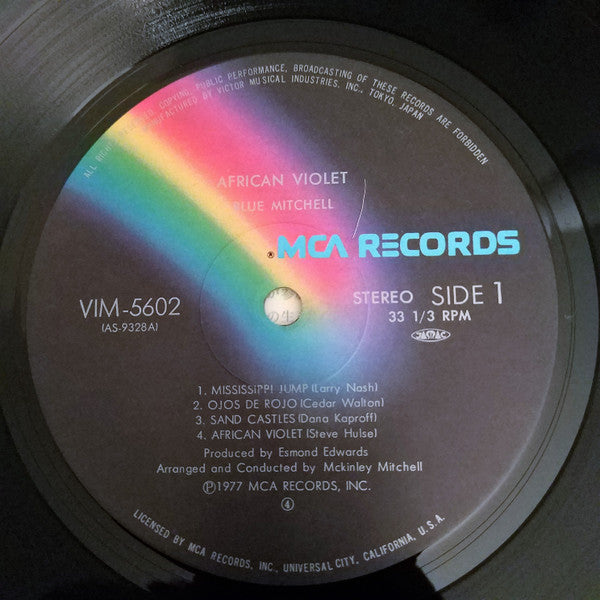 ALL RIGHTS RESERVED. COPYING, PUBLIC PERFORMANCE, BROADCASTING OF THESE RECORDS ARE FORBIDDEN
MANUFACTURED BY VICTOR MUSICAL INDUSTRIES, INC., TOKYO, JAPAN
AFRICAN VIOLET
BLUE MITCHELL
®MCA RECORDS
VIM-5602
(AS-9328A)
STEREO SIDE 1
33 1/3 RPM
JASRAC
1. MISSISSIPPI JUMP (Larry Nash)
2. OJOS DE ROJO (Cedar Walton)
3. SAND CASTLES (Dana Kaproff)
4. AFRICAN VIOLET (Steve Hulse)
Produced by Esmond Edwards
Arranged and Conducted by Mckinley Mitchell
Ⓟ1977 MCA RECORDS, INC.
④
LICENSED BY MCA RECORDS, INC., UNIVERSAL CITY, CALIFORNIA, U.S.A.